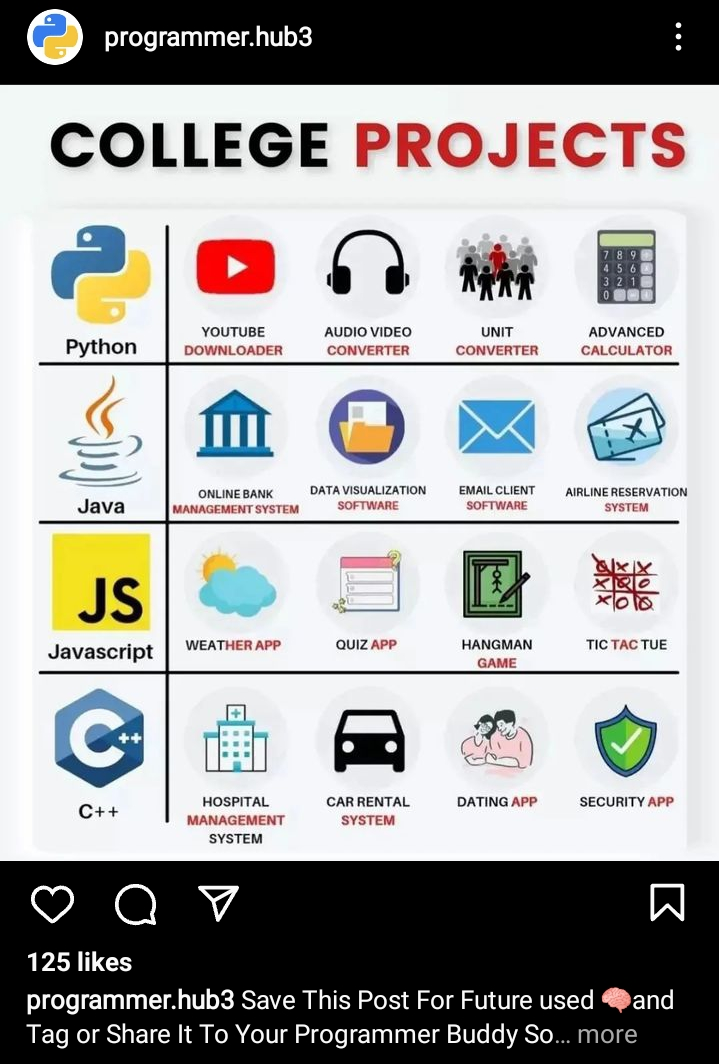 programmer.hub3
COLLEGE PROJECTS
Python
YOUTUBE
DOWNLOADER
AUDIO VIDEO
CONVERTER
UNIT
CONVERTER
7 8 9
4 5 6
3 2 1
0
ADVANCED
CALCULATOR
Java
ONLINE BANK
MANAGEMENT SYSTEM
DATA VISUALIZATION
SOFTWARE
EMAIL CLIENT
SOFTWARE
AIRLINE RESERVATION
SYSTEM
JS
Javascript
WEATHER APP
QUIZ APP
HANGMAN
GAME
TIC TAC TUE
C++
C++
HOSPITAL
MANAGEMENT
SYSTEM
CAR RENTAL
SYSTEM
DATING APP
SECURITY APP
125 likes
programmer.hub3 Save This Post For Future used 🧠and
Tag or Share It To Your Programmer Buddy So... more